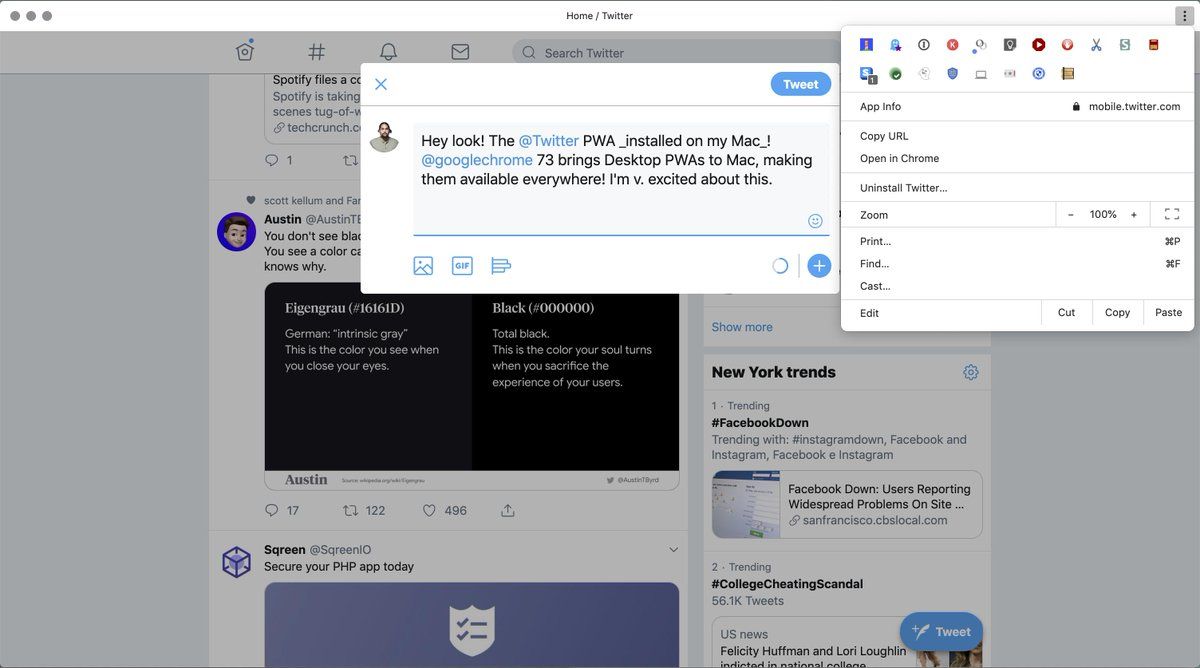 Home / Twitter
Search Twitter
Spotify files a co
Spotify is taking
scenes tug-of-w
techcrunch.c
1
Tweet
Hey look! The @Twitter PWA _installed on my Mac_!
@googlechrome 73 brings Desktop PWAs to Mac, making
them available everywhere! I'm v. excited about this.
GIF
1
App Info
mobile.twitter.com
Copy URL
Open in Chrome
Uninstall Twitter...
Zoom
- 100% +
Print...
⌘P
Find...
⌘F
Cast...
Edit
Cut
Copy
Paste
scott kellum and Far
Austin @AustinTB
You don't see blac
You see a color ca
knows why.
Eigengrau (#16161D)
German: “intrinsic gray”
This is the color you see when
you close your eyes.
Black (#000000)
Total black.
This is the color your soul turns
when you sacrifice the
experience of your users.
Austin
Source: wikipedia.org/wiki/Eigengrau
@AustinTByrd
17
122
496
Sqreen @SqreenIO
Secure your PHP app today
Show more
New York trends
1 · Trending
#FacebookDown
Trending with: #instagramdown, Facebook and
Instagram, Facebook e Instagram
Facebook Down: Users Reporting
Widespread Problems On Site ...
sanfrancisco.cbslocal.com
2 · Trending
#CollegeCheatingScandal
56.1K Tweets
US news
Felicity Huffman and Lori Loughlin
indicted in national college
Tweet